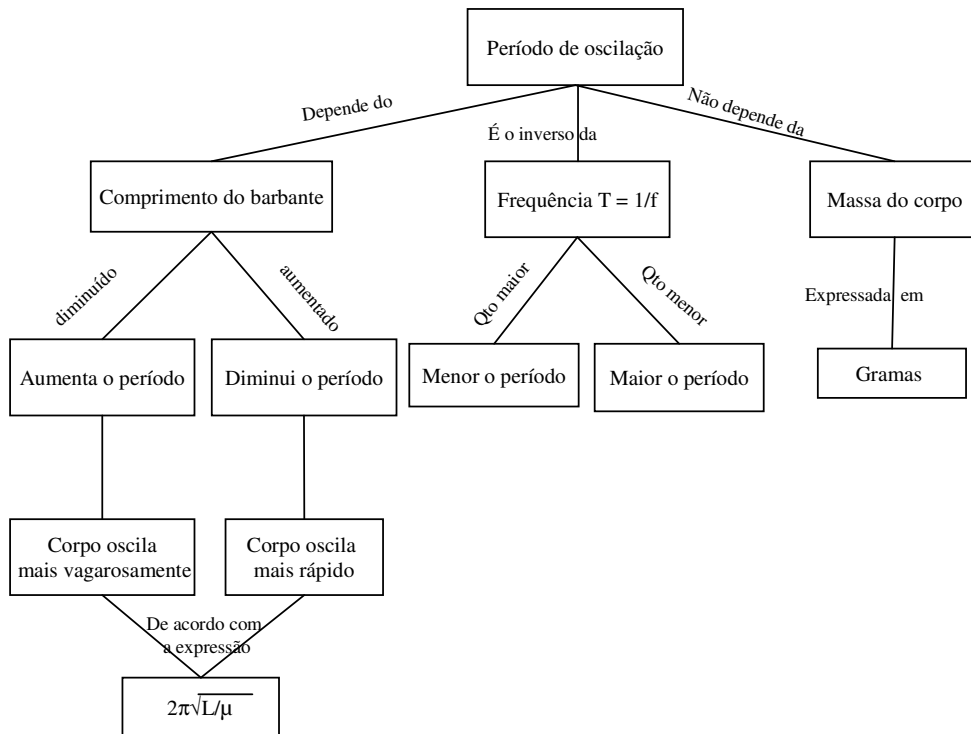 Período de oscilação
Depende do
É o inverso da
Não depende da
Comprimento do barbante
Frequência T = 1/f
Massa do corpo
diminuído
aumentado
Qto maior
Qto menor
Expressada em
Aumenta o período
Diminui o período
Menor o período
Maior o período
Gramas
Corpo oscila
mais vagarosamente
Corpo oscila
mais rápido
De acordo com
a expressão
2π√L/μ